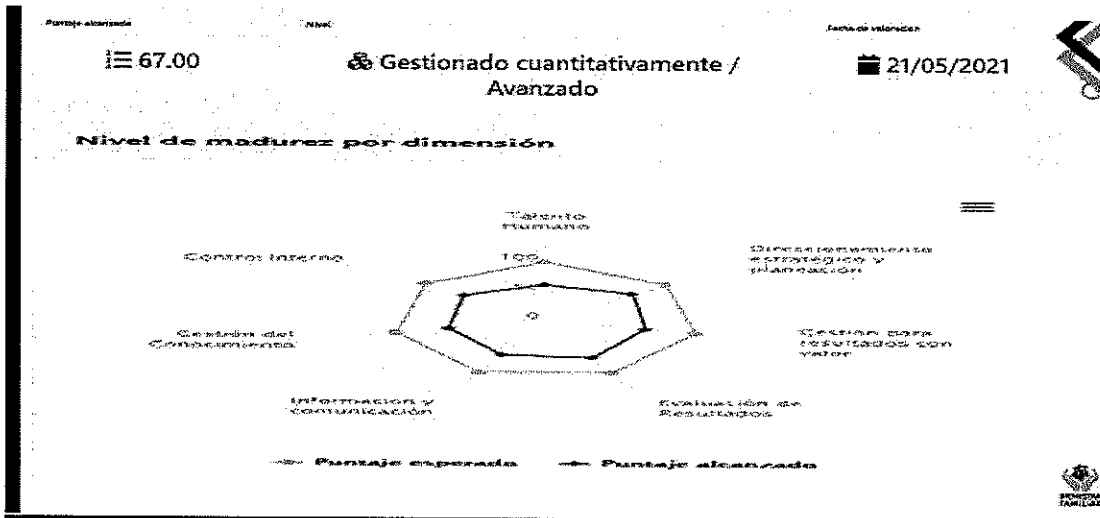 Puntaje alcanzado
Nivel
Fecha de valoración
67.00
Gestionado cuantitativamente /
Avanzado
21/05/2021
Nivel de madurez por dimensión
Talento
Humano
Direccionamiento
estratégico y
planeación
Control Interno
100
0
Gestión del
Conocimiento
Gestión para
resultados con
valor
Información y
comunicación
Evaluación de
Resultados
Puntaje esperado
Puntaje alcanzado
BIENESTAR
FAMILIAR